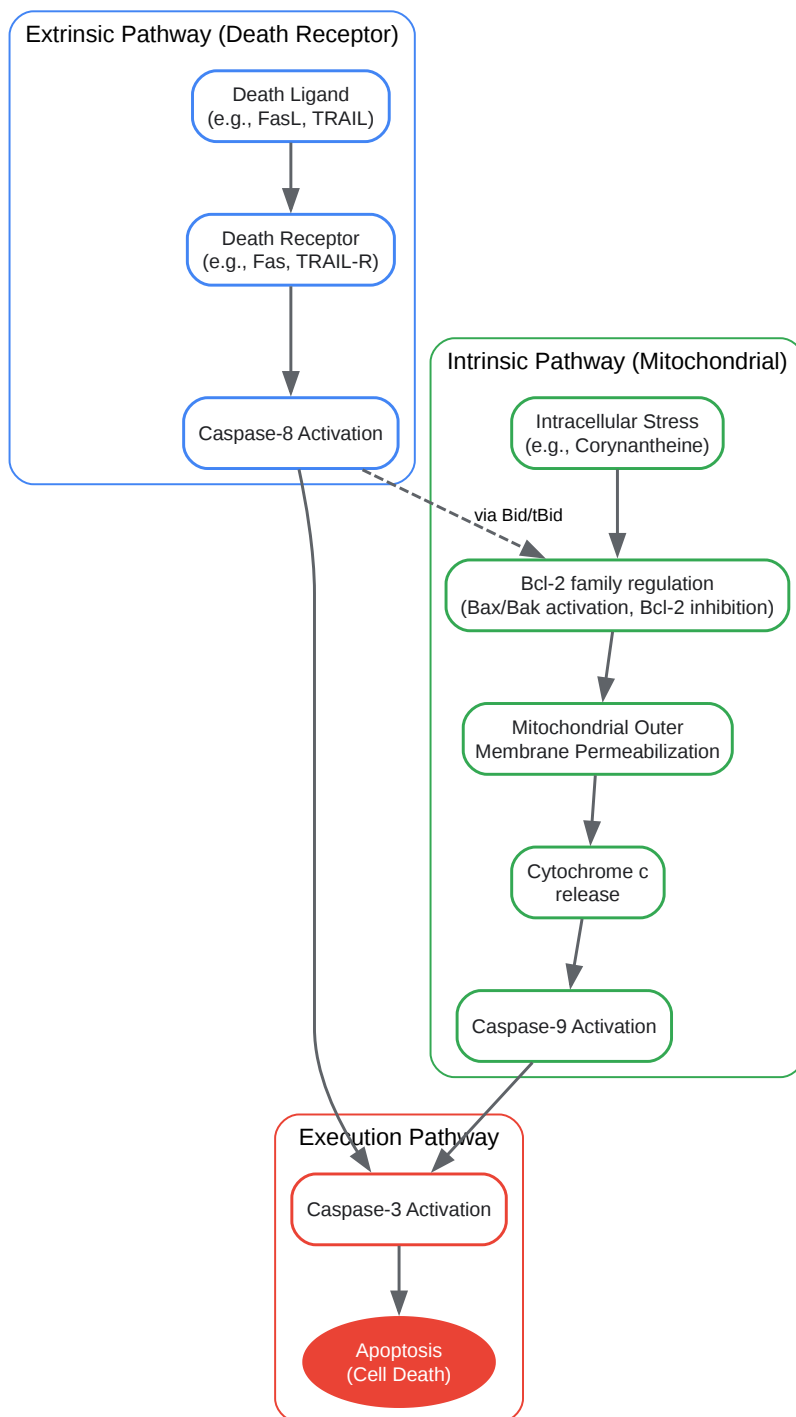 Extrinsic Pathway (Death Receptor)
Death Ligand
(e.g., FasL, TRAIL)
Death Receptor
(e.g., Fas, TRAIL-R)
Caspase-8 Activation
Intrinsic Pathway (Mitochondrial)
Intracellular Stress
(e.g., Corynantheine)
via Bid/tBid
Bcl-2 family regulation
(Bax/Bak activation, Bcl-2 inhibition)
Mitochondrial Outer
Membrane Permeabilization
Cytochrome c
release
Caspase-9 Activation
Execution Pathway
Caspase-3 Activation
Apoptosis
(Cell Death)